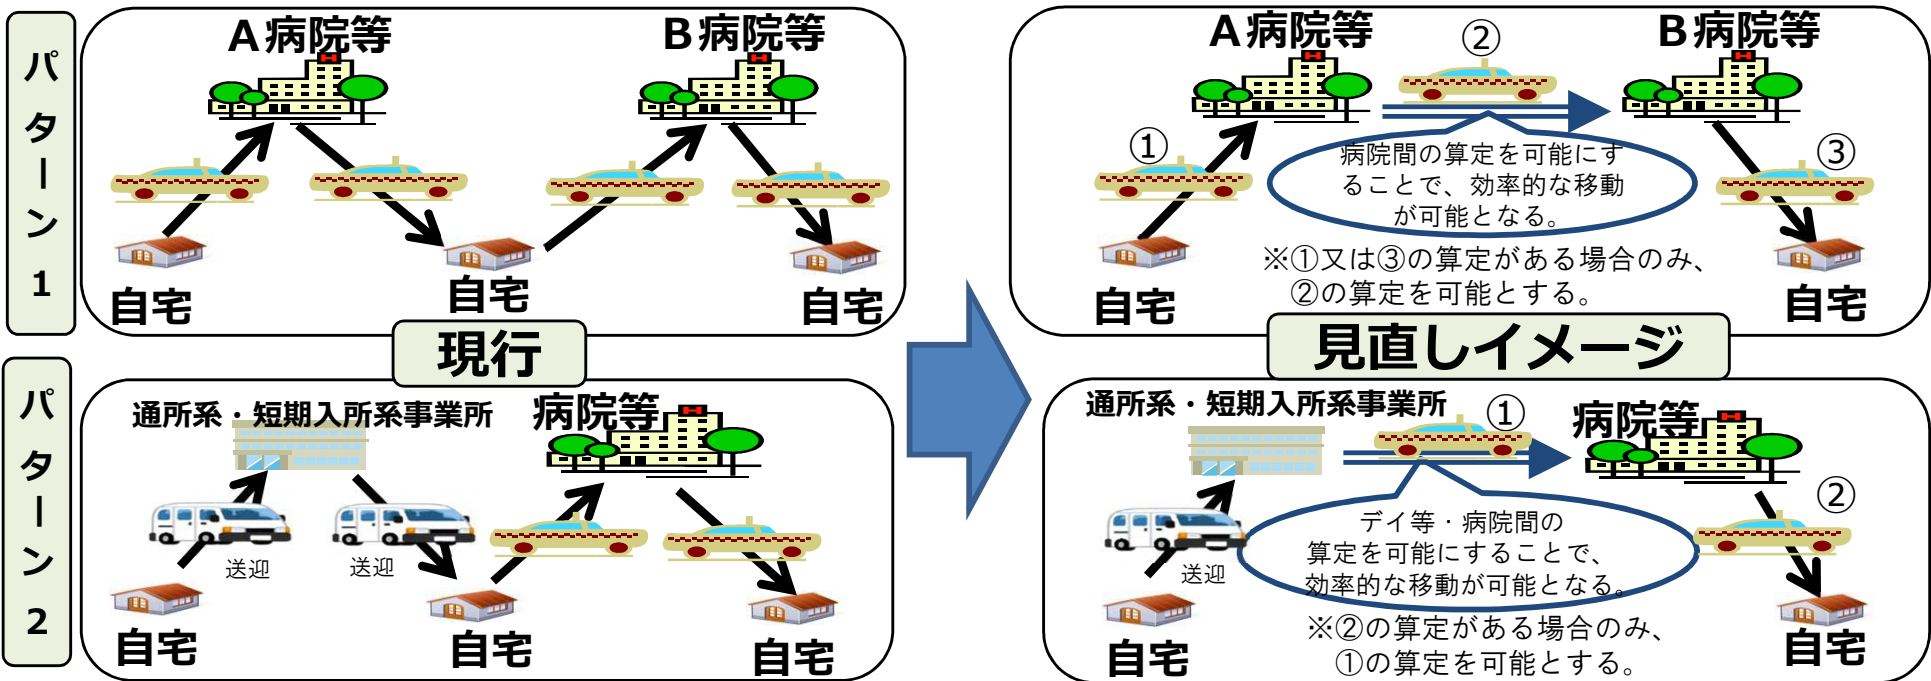 パターン1
A病院等
B病院等
自宅
自宅
自宅
現行
パターン2
通所系・短期入所系事業所
病院等
送迎
送迎
自宅
自宅
自宅
A病院等
②
B病院等
①
③
病院間の算定を可能にす
ることで、効率的な移動
が可能となる。
※①又は③の算定がある場合のみ、
②の算定を可能とする。
自宅
自宅
見直しイメージ
通所系・短期入所系事業所
①
病院等
②
デイ等・病院間の
算定を可能にすることで、
効率的な移動が可能となる。
送迎
※②の算定がある場合のみ、
①の算定を可能とする。
自宅
自宅